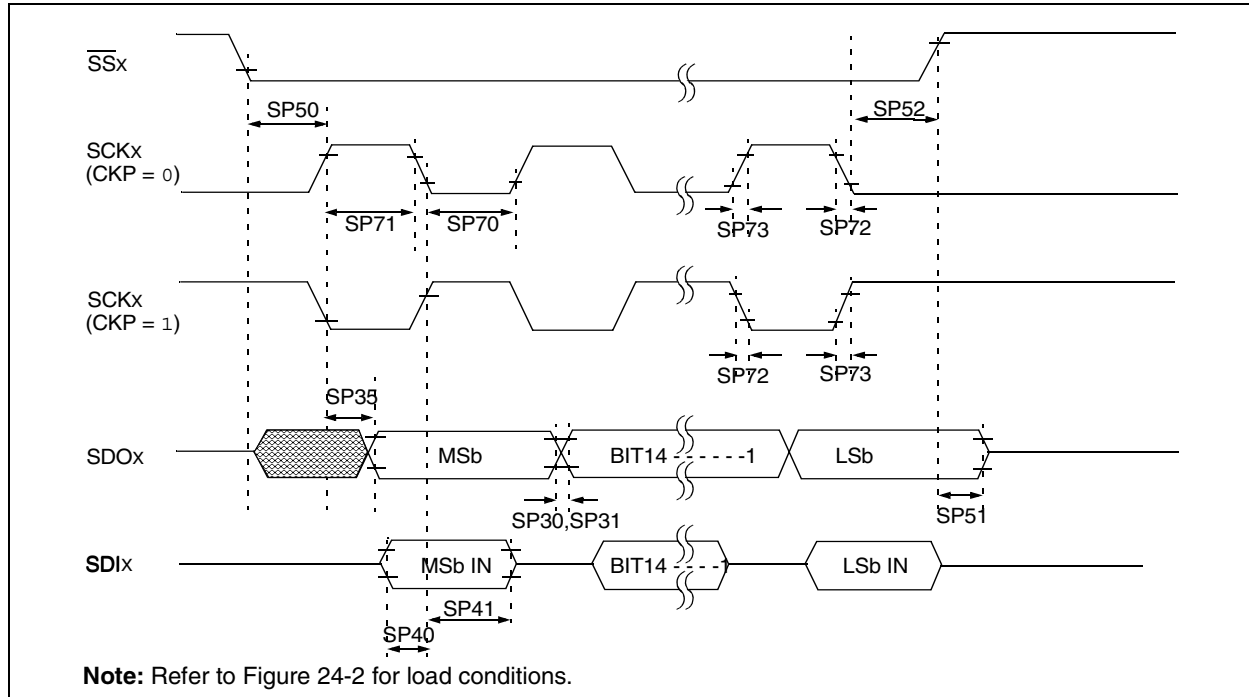 SSX
SP50
SP52
SCKX
(CKP = 0)
SP71
SP70
SP73
SP72
SCKX
(CKP = 1)
SP72
SP73
SP35
SDOX
MSb
BIT14 - - - - - -1
LSb
SP30,SP31
SP51
SDIX
MSb IN
BIT14 - - - - -1
LSb IN
SP41
SP40
Note: Refer to Figure 24-2 for load conditions.